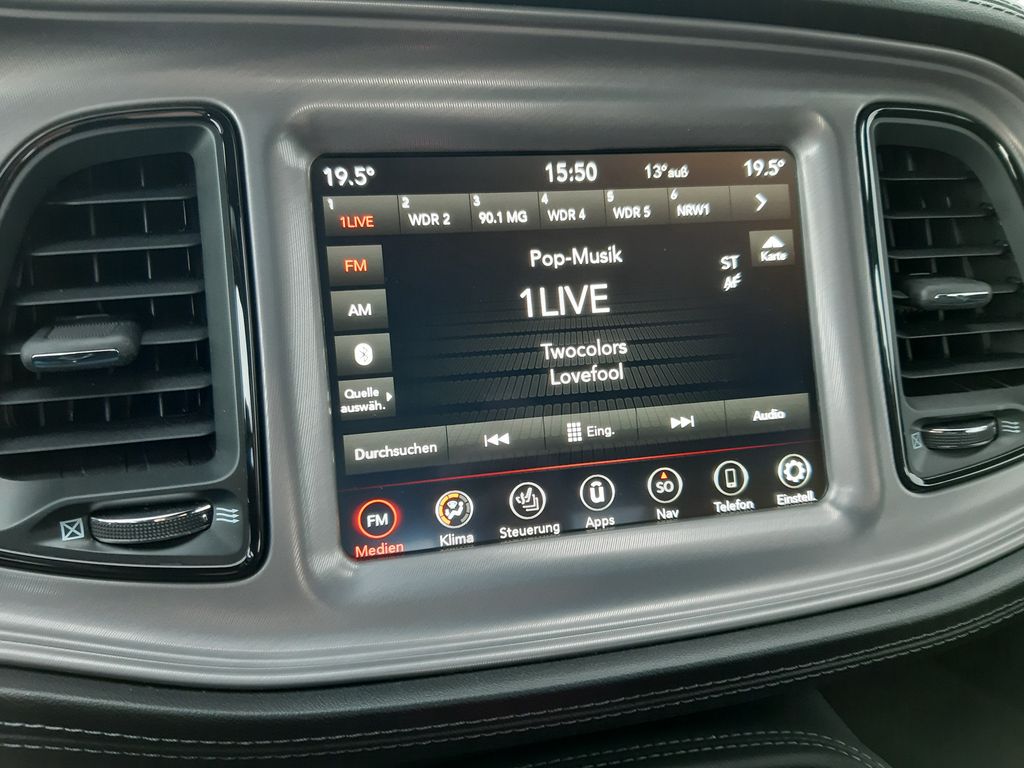 19.5° 15:50 13°auß 19.5°
1 1LIVE 2 WDR 2 3 90.1 MG 4 WDR 4 5 WDR 5 6 NRW1
FM
Pop-Musik
ST
Karte
AF
AM
1LIVE
Twocolors
Lovefool
Quelle
auswäh.
Durchsuchen
Eing.
Audio
FM
SO
Medien Klima Steuerung Apps Nav Telefon Einstell.